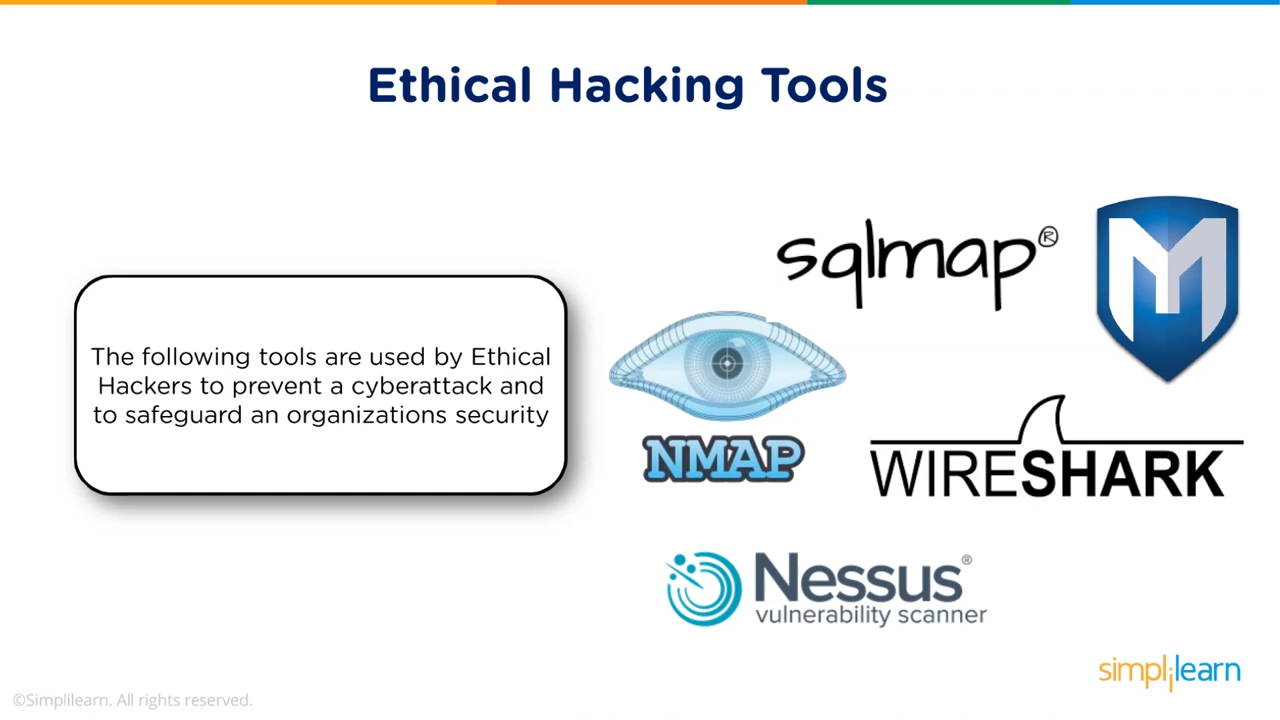 Ethical Hacking Tools
sqlmap®
The following tools are used by Ethical
Hackers to prevent a cyberattack and
to safeguard an organizations security
NMAP
WIRESHARK
Nessus®
vulnerability scanner
simplilearn
©Simplilearn. All rights reserved.